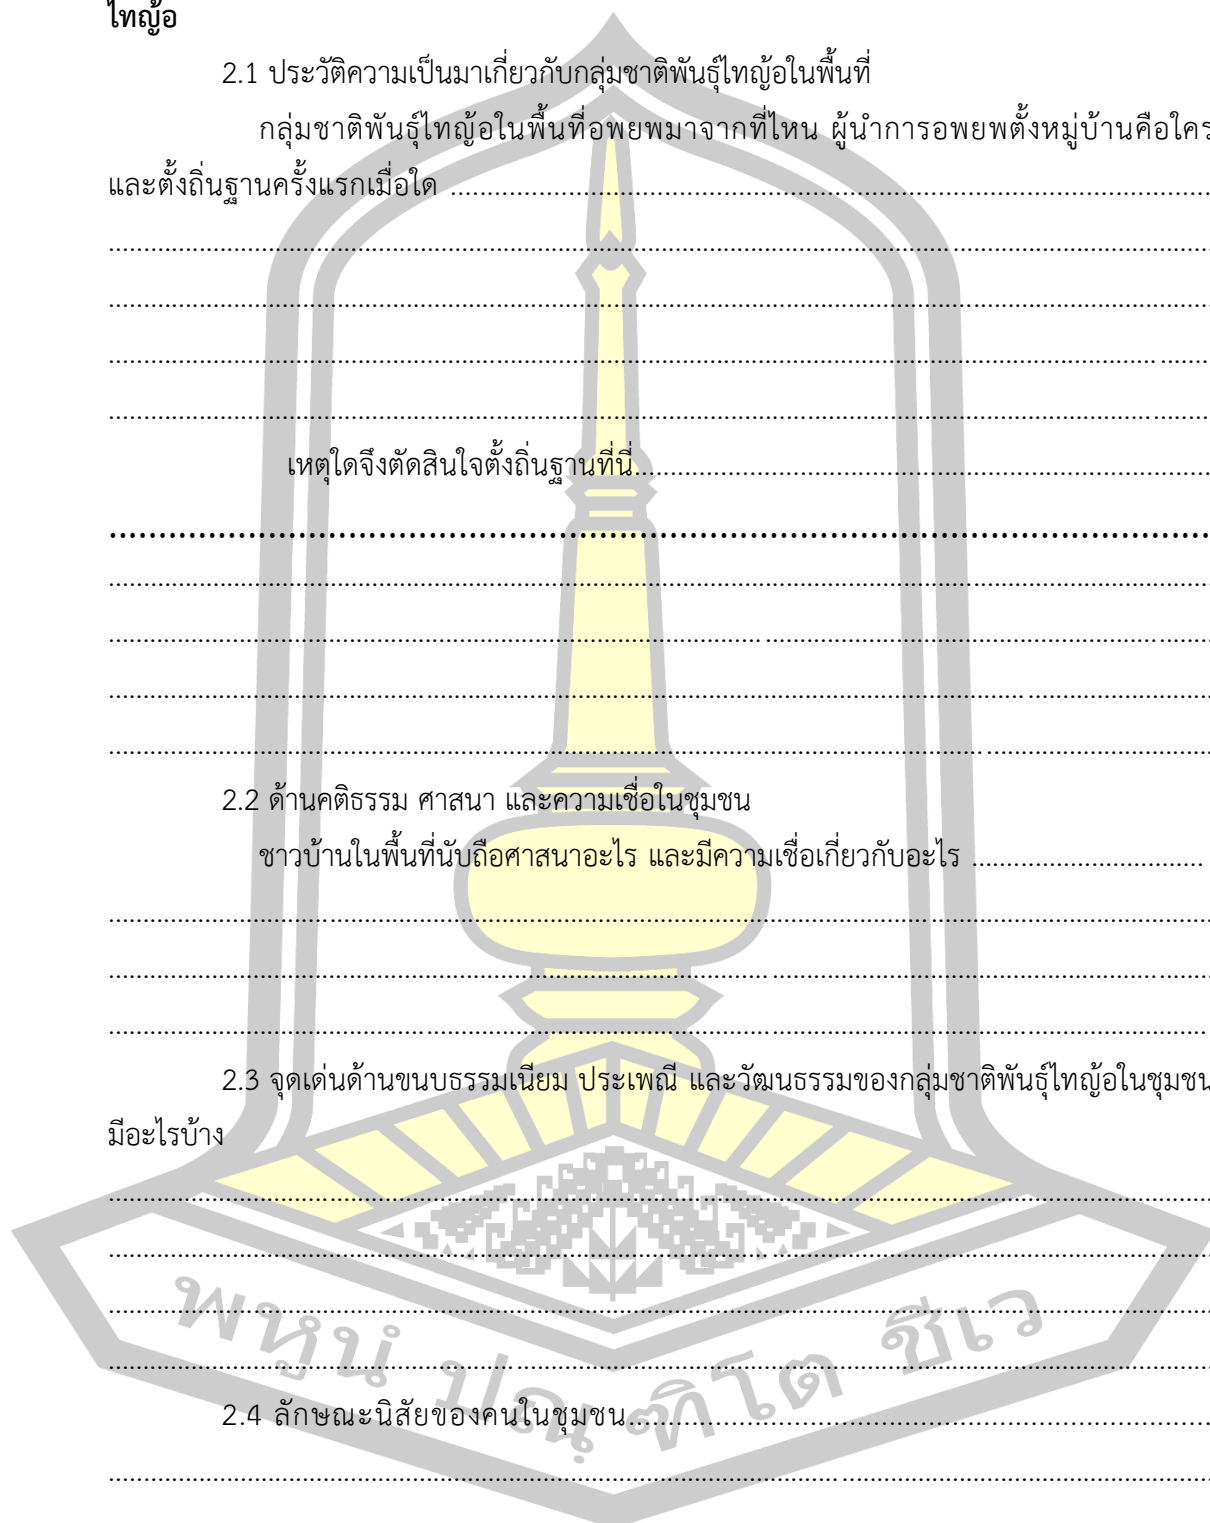 ไทญ้อ
2.1 ประวัติความเป็นมาเกี่ยวกับกลุ่มชาติพันธุ์ไทญ้อในพื้นที่
กลุ่มชาติพันธุ์ไทญ้อในพื้นที่อพยพมาจากที่ไหน ผู้นำการอพยพตั้งหมู่บ้านคือใคร
และตั้งถิ่นฐานครั้งแรกเมื่อใด ........................................................................
........................................................................
........................................................................
........................................................................
........................................................................
เหตุใดจึงตัดสินใจตั้งถิ่นฐานที่นี่........................................................................
........................................................................
........................................................................
........................................................................
........................................................................
........................................................................
2.2 ด้านคติธรรม ศาสนา และความเชื่อในชุมชน
ชาวบ้านในพื้นที่นับถือศาสนาอะไร และมีความเชื่อเกี่ยวกับอะไร .................................
........................................................................
........................................................................
........................................................................
2.3 จุดเด่นด้านขนบธรรมเนียม ประเพณี และวัฒนธรรมของกลุ่มชาติพันธุ์ไทญ้อในชุมชน
มีอะไรบ้าง
........................................................................
........................................................................
........................................................................
........................................................................
2.4 ลักษณะนิสัยของคนในชุมชน........................................................................
........................................................................
พหูนํ ปณฺฑิโต ชีเว